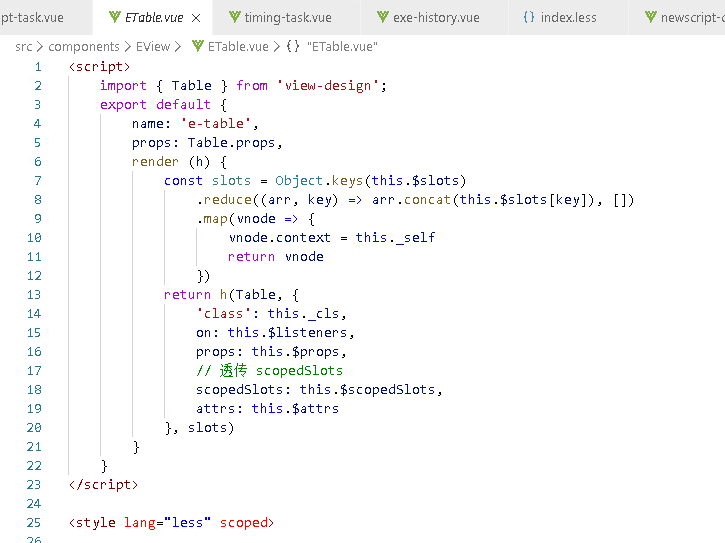 pt-task.vue ETable.vue × timing-task.vue exe-history.vue {} index.less newscript-c
src > components > EView > ETable.vue > {} "ETable.vue"
1 <script>
2 import { Table } from 'view-design';
3 export default {
4 name: 'e-table',
5 props: Table.props,
6 render (h) {
7 const slots = Object.keys(this.$slots)
8 .reduce((arr, key) => arr.concat(this.$slots[key]), [])
9 .map(vnode => {
10 vnode.context = this._self
11 return vnode
12 })
13 return h(Table, {
14 'class': this._cls,
15 on: this.$listeners,
16 props: this.$props,
17 // 透传 scopedSlots
18 scopedSlots: this.$scopedSlots,
19 attrs: this.$attrs
20 }, slots)
21 }
22 }
23 </script>
24
25 <style lang="less" scoped>
26